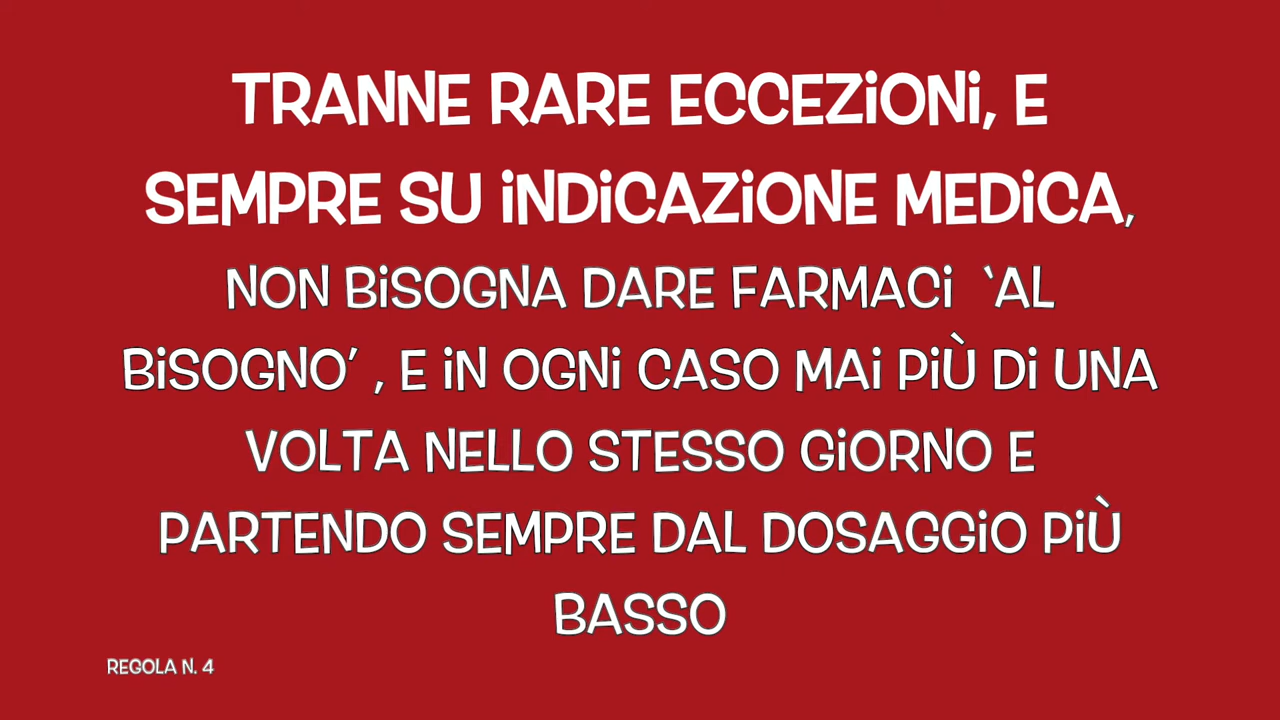 TRANNE RARE ECCEZiONi, E
SEMPRE SU iNDiCAZiONE MEDiCA,
NON BiSOGNA DARE FARMACi ‘AL
BiSOGNO’ , E iN OGNi CASO MAi PiÙ Di UNA
VOLTA NELLO STESSO GiORNO E
PARTENDO SEMPRE DAL DOSAGGiO PiÙ
BASSO
REGOLA N. 4